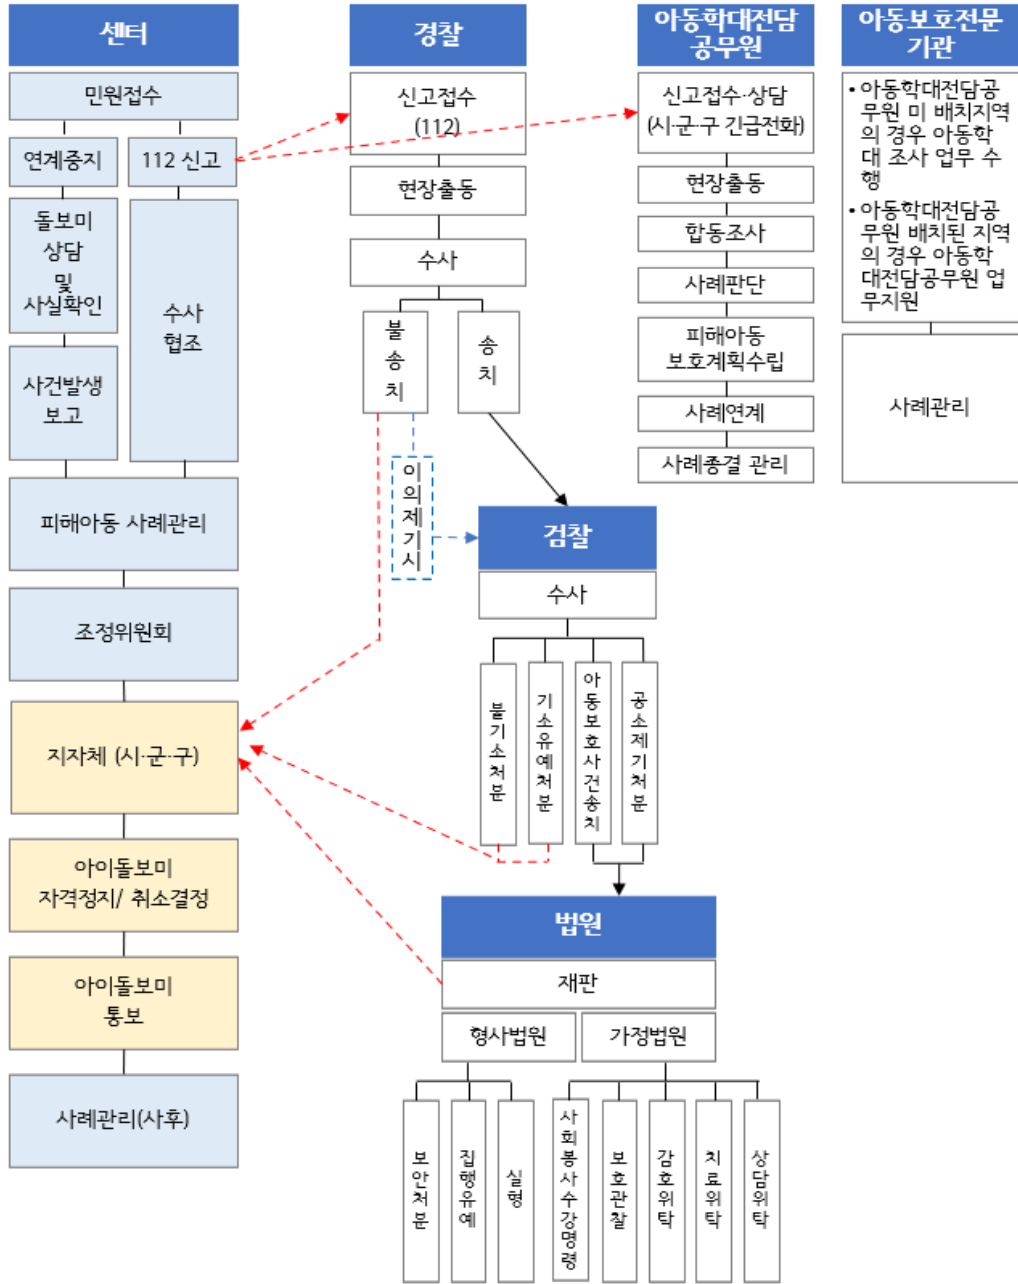 센터
민원접수
연계중지
112 신고
돌보미
상담
및
사실확인
수사
협조
사건발생
보고
피해아동 사례관리
조정위원회
지자체 (시·군·구)
아이돌보미
자격정지/ 취소결정
아이돌보미
통보
사례관리(사후)
경찰
신고접수
(112)
현장출동
수사
불송치
송치
이의제기시
검찰
수사
불기소처분
기소유예처분
아동보호사건송치
공소제기처분
법원
재판
형사법원
가정법원
보안처분
집행유예
실형
사회봉사수강명령
보호관찰
감호위탁
치료위탁
상담위탁
아동학대전담
공무원
신고접수·상담
(시·군·구 긴급전화)
현장출동
합동조사
사례판단
피해아동
보호계획수립
사례연계
사례종결 관리
아동보호전문
기관
• 아동학대전담공
무원 미 배치지역
의 경우 아동학
대 조사 업무 수
행
• 아동학대전담공
무원 배치된 지역
의 경우 아동학
대전담공무원 업
무지원
사례관리